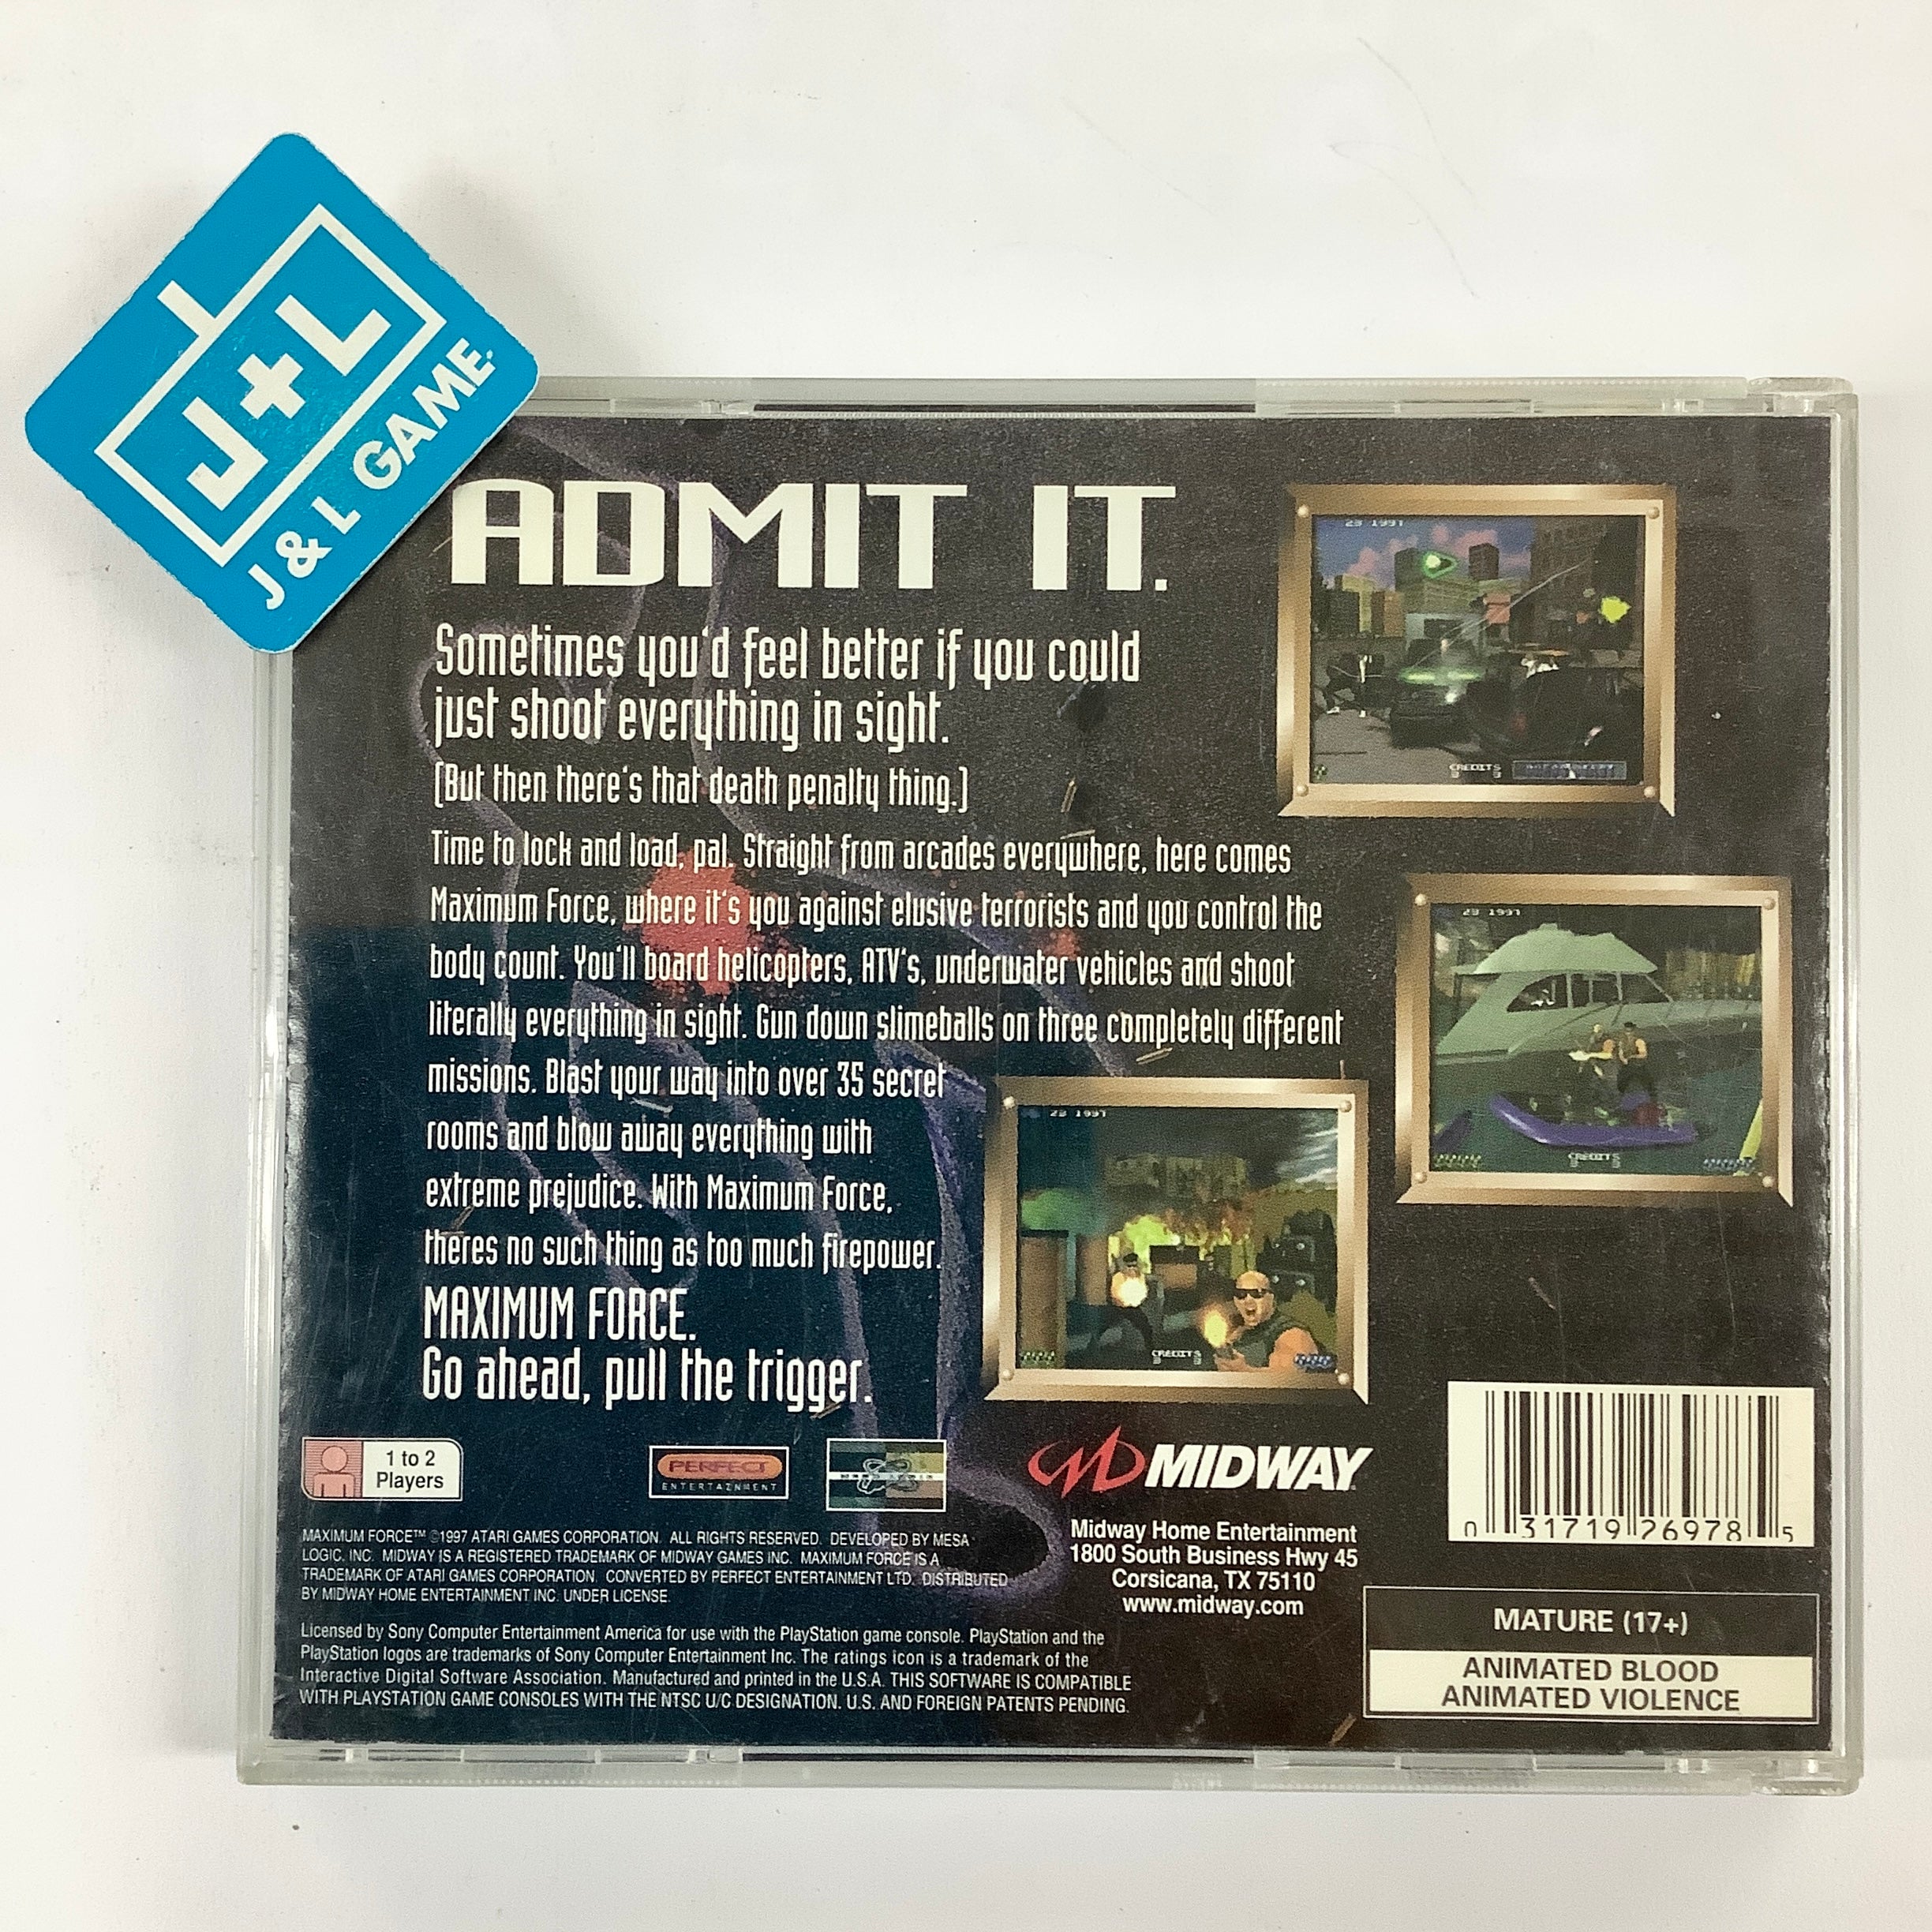 J+L
J & L GAME
ADMIT IT.
Sometimes you'd feel better if you could
just shoot everything in sight.
(But then there's that death penalty thing.)
Time to lock and load, pal. Straight from arcades everywhere, here comes
Maximum Force, where it's you against elusive terrorists and you control the
body count. You'll board helicopters, ATV's, underwater vehicles and shoot
literally everything in sight. Gun down slimeballs on three completely different
missions. Blast your way into over 35 secret
rooms and blow away everything with
extreme prejudice. With Maximum Force,
theres no such thing as too much firepower.
MAXIMUM FORCE.
Go ahead, pull the trigger.
23 1997
CREDITS
23 1997
CREDITS
23 1997
CREDITS
1 to 2
Players
PERFECT
ENTERTAINMENT
MIDWAY
Midway Home Entertainment
1800 South Business Hwy 45
Corsicana, TX 75110
www.midway.com
0 31719 26978 5
MAXIMUM FORCE™ ©1997 ATARI GAMES CORPORATION. ALL RIGHTS RESERVED. DEVELOPED BY MESA
LOGIC, INC. MIDWAY IS A REGISTERED TRADEMARK OF MIDWAY GAMES INC. MAXIMUM FORCE IS A
TRADEMARK OF ATARI GAMES CORPORATION. CONVERTED BY PERFECT ENTERTAINMENT LTD. DISTRIBUTED
BY MIDWAY HOME ENTERTAINMENT INC. UNDER LICENSE.
Licensed by Sony Computer Entertainment America for use with the PlayStation game console. PlayStation and the
PlayStation logos are trademarks of Sony Computer Entertainment Inc. The ratings icon is a trademark of the
Interactive Digital Software Association. Manufactured and printed in the U.S.A. THIS SOFTWARE IS COMPATIBLE
WITH PLAYSTATION GAME CONSOLES WITH THE NTSC U/C DESIGNATION. U.S. AND FOREIGN PATENTS PENDING.
MATURE (17+)
ANIMATED BLOOD
ANIMATED VIOLENCE